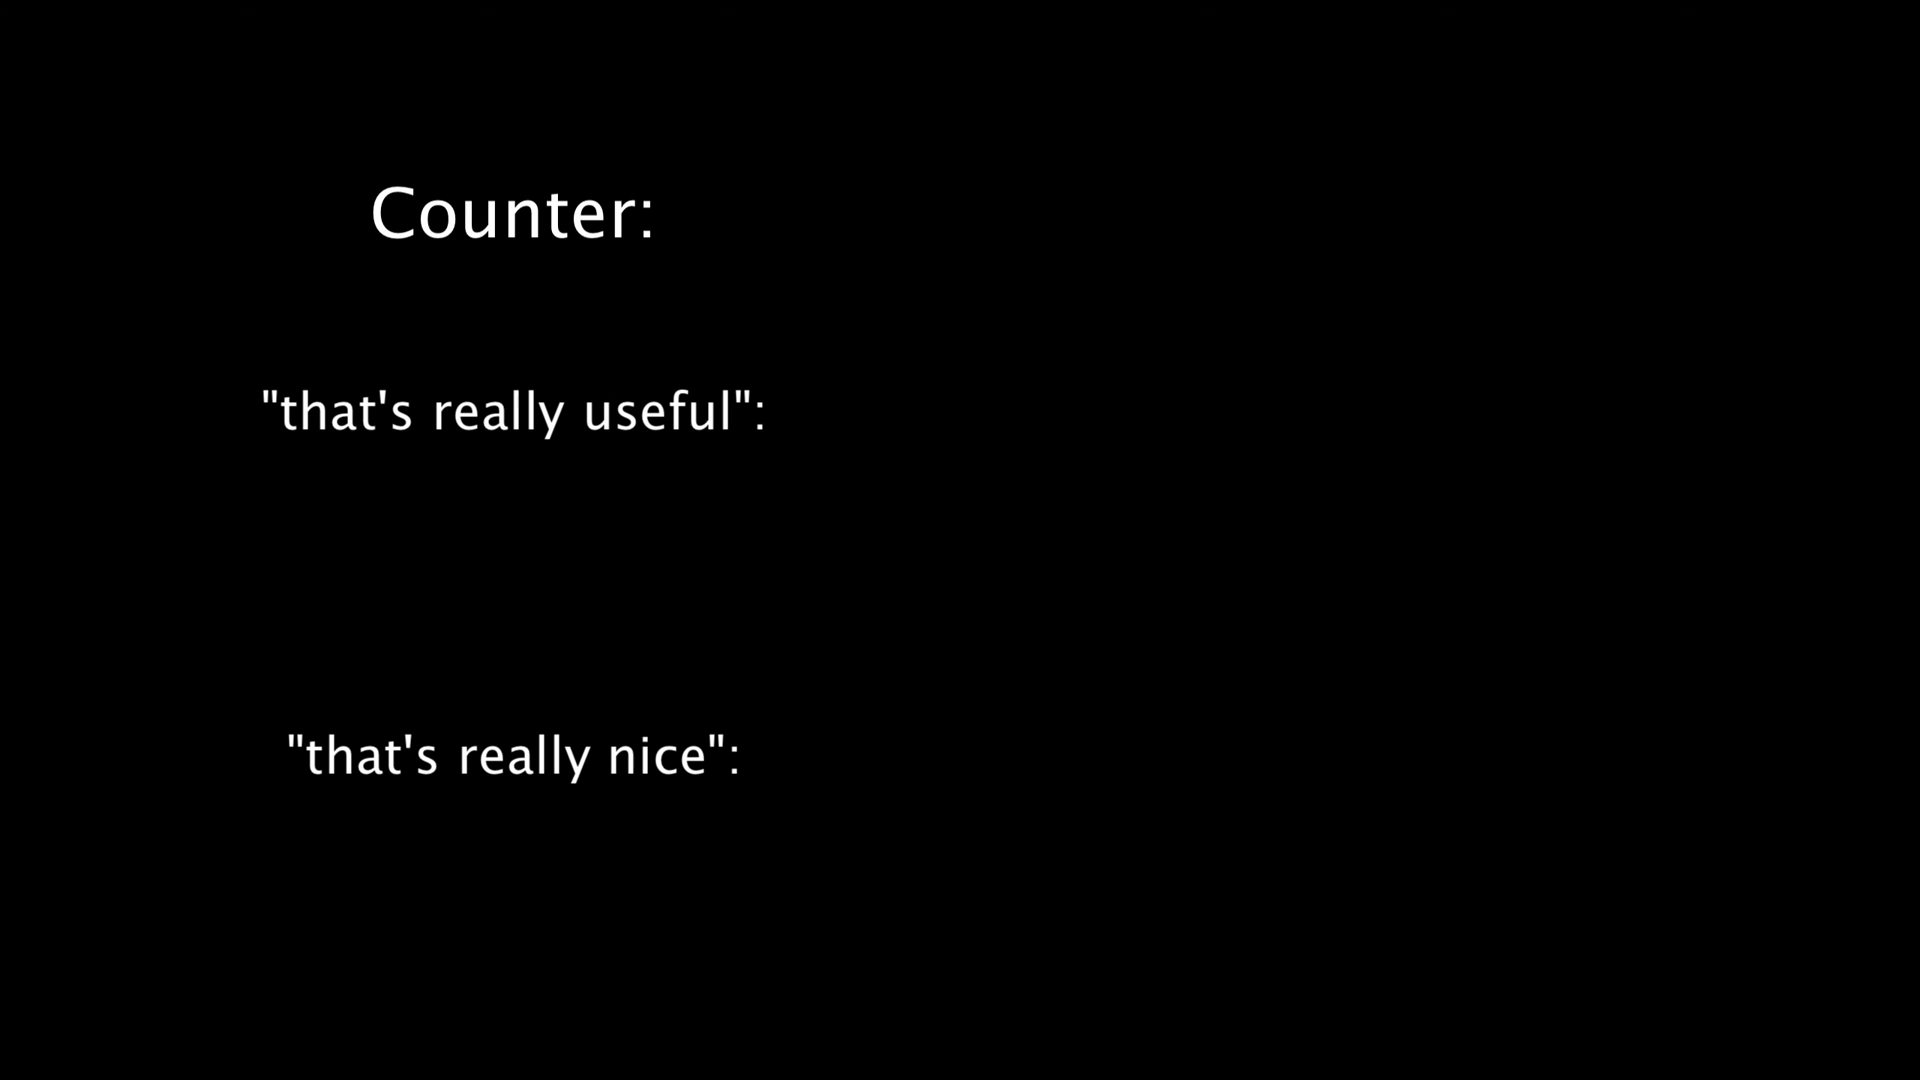 Counter:
"that's really useful":
"that's really nice":